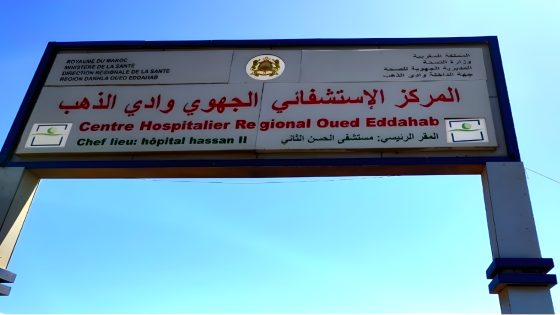 ROYAUME DU MAROC
MINISTERE DE LA SANTE
DIRECTION REGIONALE DE LA SANTE
REGION DAKHLA OUED EDDAHAB
المملكة المغربية
وزارة الصحة
المديرية الجهوية للصحة
جهة الداخلة وادي الذهب
المركز الإستشفائي الجهوي وادي الذهب
Centre Hospitalier Regional Oued Eddahab
Chef lieu: hôpital hassan II
المقر الرئيسي: مستشفى الحسن الثاني